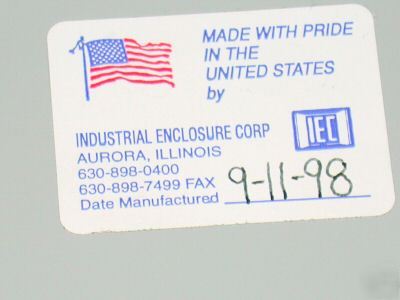 MADE WITH PRIDE
IN THE
UNITED STATES
by
INDUSTRIAL ENCLOSURE CORP
IEC
AURORA, ILLINOIS
630-898-0400
630-898-7499 FAX
Date Manufactured 9-11-98